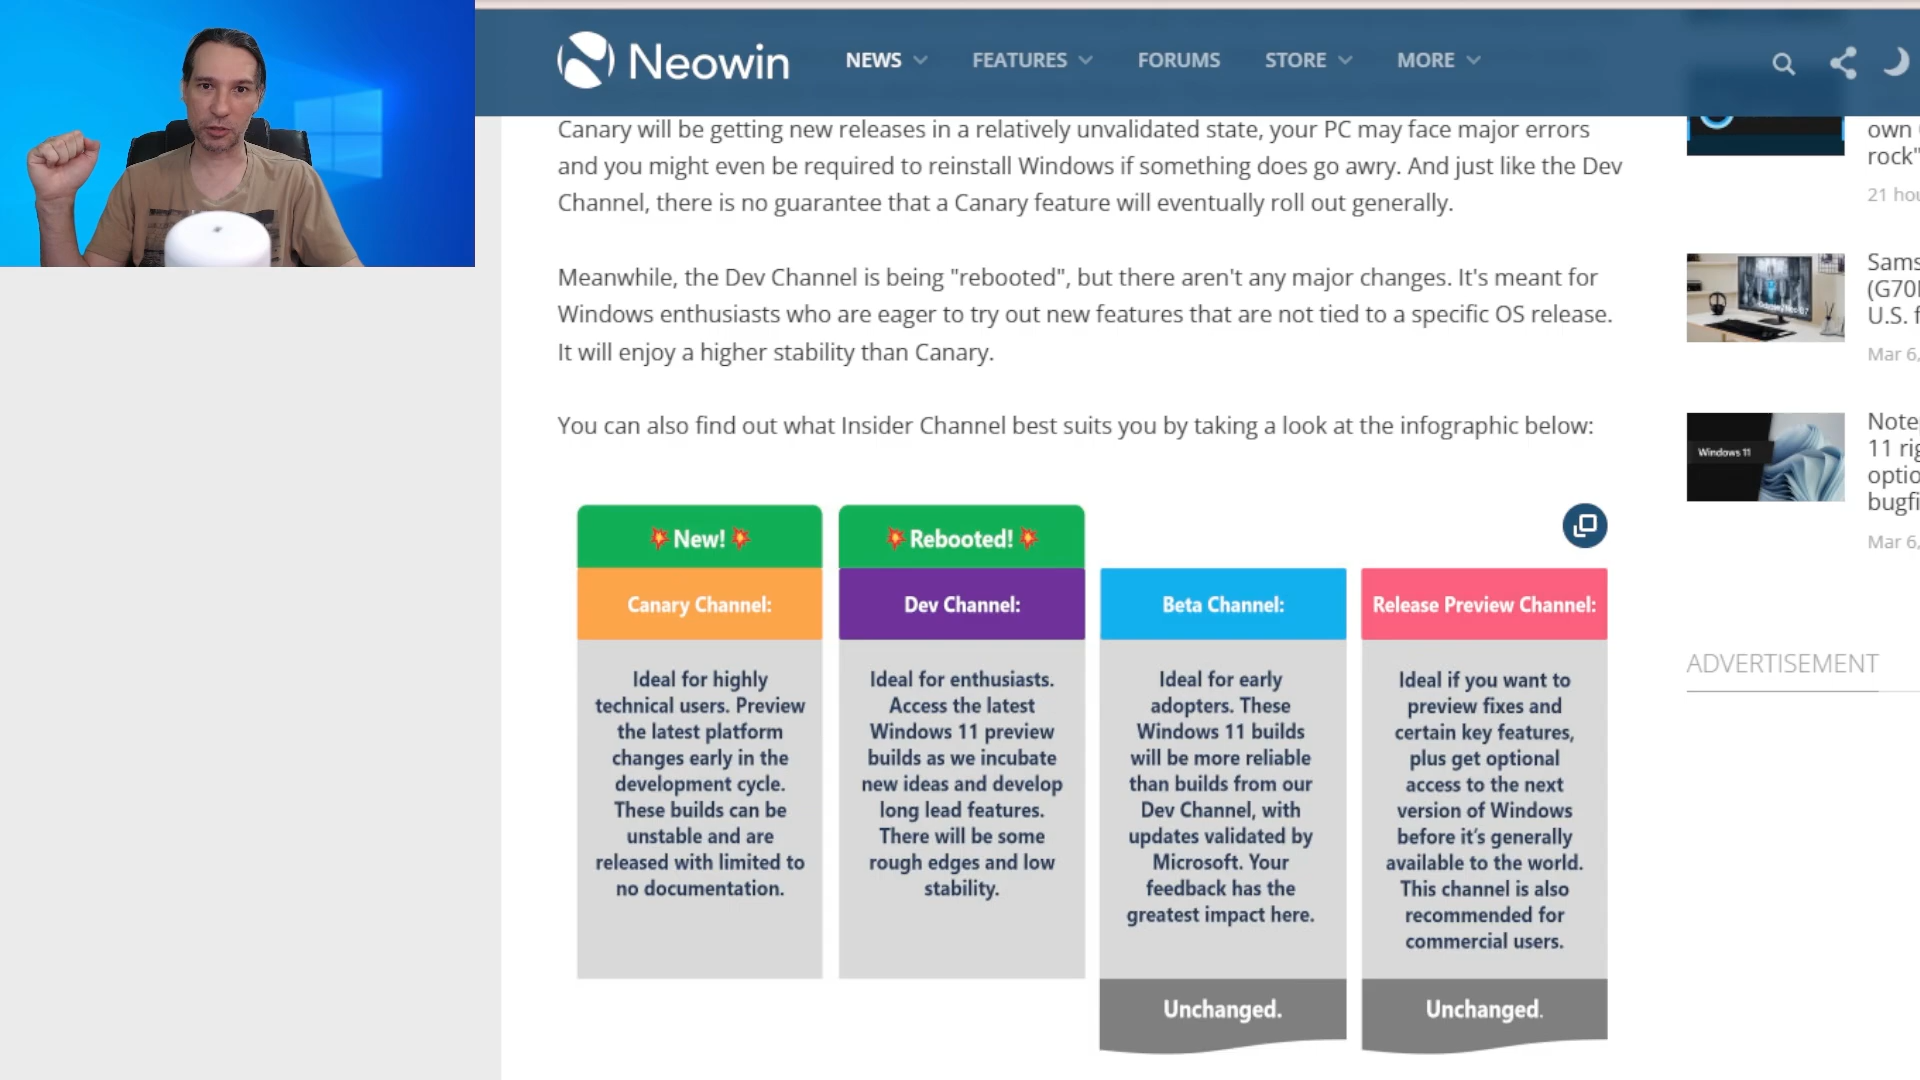 Neowin
NEWS
FEATURES
FORUMS
STORE
MORE
Canary will be getting new releases in a relatively unvalidated state, your PC may face major errors
and you might even be required to reinstall Windows if something does go awry. And just like the Dev
Channel, there is no guarantee that a Canary feature will eventually roll out generally.
Meanwhile, the Dev Channel is being "rebooted", but there aren't any major changes. It's meant for
Windows enthusiasts who are eager to try out new features that are not tied to a specific OS release.
It will enjoy a higher stability than Canary.
You can also find out what Insider Channel best suits you by taking a look at the infographic below:
💥 New! 💥
Canary Channel:
Ideal for highly
technical users. Preview
the latest platform
changes early in the
development cycle.
These builds can be
unstable and are
released with limited to
no documentation.
💥 Rebooted! 💥
Dev Channel:
Ideal for enthusiasts.
Access the latest
Windows 11 preview
builds as we incubate
new ideas and develop
long lead features.
There will be some
rough edges and low
stability.
Beta Channel:
Ideal for early
adopters. These
Windows 11 builds
will be more reliable
than builds from our
Dev Channel, with
updates validated by
Microsoft. Your
feedback has the
greatest impact here.
Unchanged.
Release Preview Channel:
Ideal if you want to
preview fixes and
certain key features,
plus get optional
access to the next
version of Windows
before it's generally
available to the world.
This channel is also
recommended for
commercial users.
Unchanged.
own
rock"
21 hou
Sams
(G70
U.S. f
Mar 6,
Windows 11
Note
11 rig
optio
bugfi
Mar 6,
ADVERTISEMENT